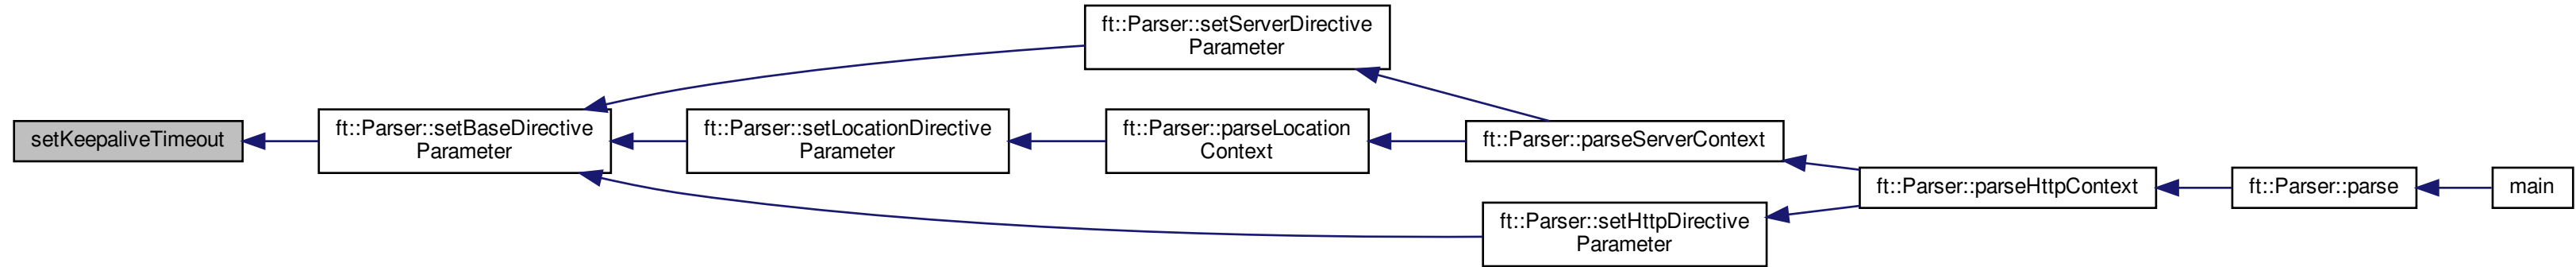 setKeepaliveTimeout
ft::Parser::setBaseDirective
Parameter
ft::Parser::setServerDirective
Parameter
ft::Parser::setLocationDirective
Parameter
ft::Parser::parseLocation
Context
ft::Parser::parseServerContext
ft::Parser::setHttpDirective
Parameter
ft::Parser::parseHttpContext
ft::Parser::parse
main